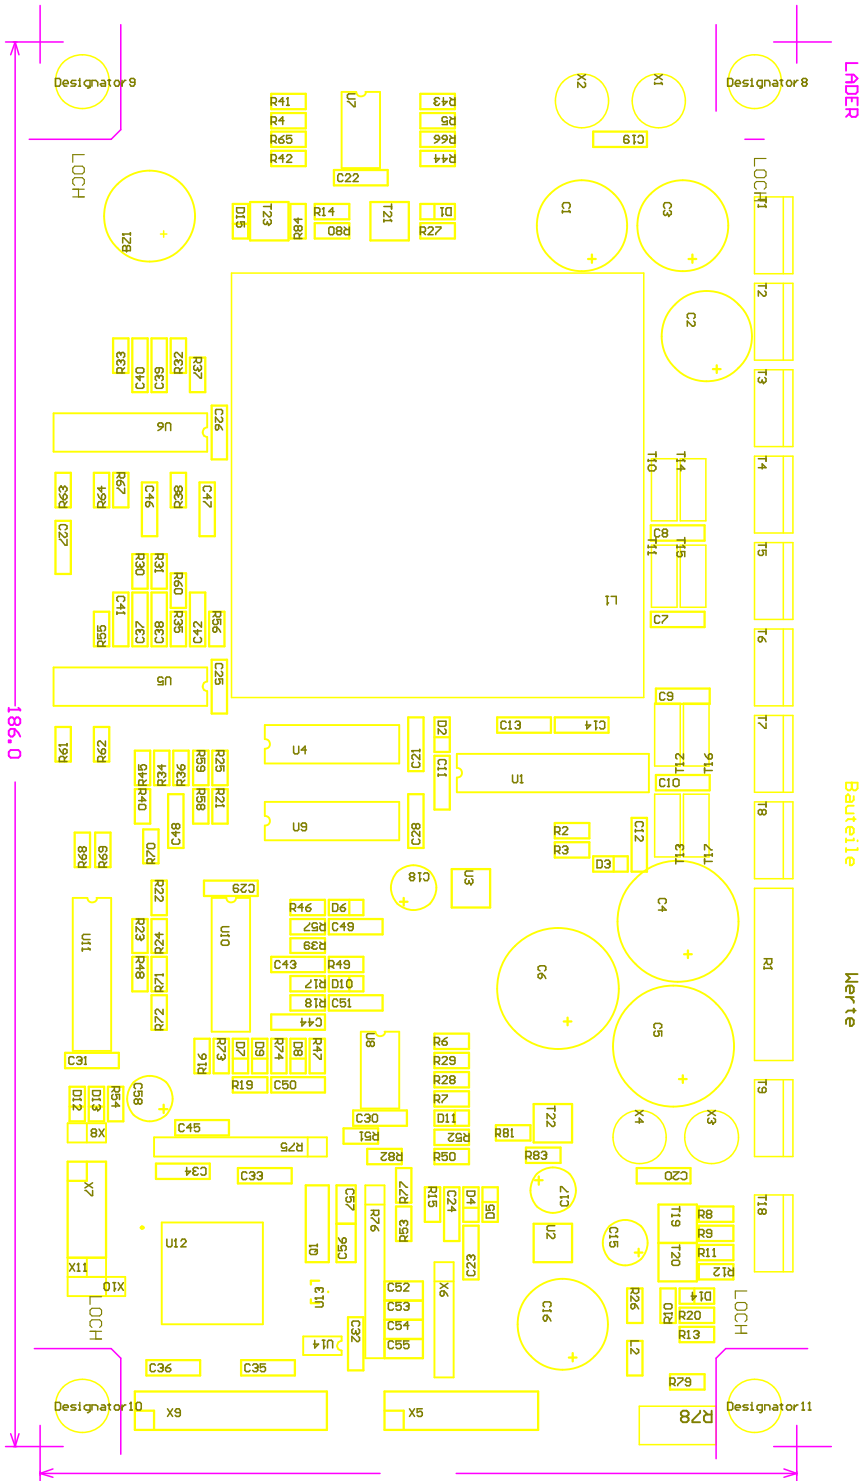 LADER
Designator9
Designator8
LOCH
LOCH
X2
X1
U7
R41
R4
R65
R42
R43
R5
R66
R44
C22
C19
D15
T23
R84
R14
R80
T21
D1
R27
BZ1
C1
C3
C2
T1
T2
T3
T4
T5
T6
T7
T8
R33
C40
C39
R32
R37
U6
C26
R63
R64
R67
C46
R38
C47
C27
T10
T14
C8
T11
T15
C7
L1
R30
R31
R60
C41
C37
C38
R35
C42
R56
R55
U5
C25
186.0
C9
T12
T16
C10
T13
T17
R61
R62
U4
C21
D2
C13
C14
C11
U1
R45
R34
R36
R59
R25
R40
R58
R21
C48
U9
C28
R2
R3
C12
D3
R68
R69
R70
Bauteile
R22
C29
C18
U3
C4
U11
R23
R24
U10
R46
D6
R57
C49
R39
C43
R49
R48
R71
R17
D10
R18
C51
R72
C44
C6
R1
Werte
C5
C31
R16
R73
D7
D9
R74
D8
R47
U8
R6
R29
R28
R7
D11
R52
R50
R19
C50
D12
D13
R54
C58
X8
C45
C30
R51
R75
R82
R81
T22
R83
X4
X3
T9
C34
C33
C20
X7
R77
R53
R15
C24
D4
D5
C17
C57
C56
R76
Q1
U12
U2
C23
C15
T19
T20
R8
R9
R11
R12
T18
X11
X10
U13
C52
C53
C54
C55
X6
C16
R26
R10
D14
R20
R13
LOCH
LOCH
U14
C32
L2
C36
C35
R79
Designator10
X9
X5
R78
Designator11